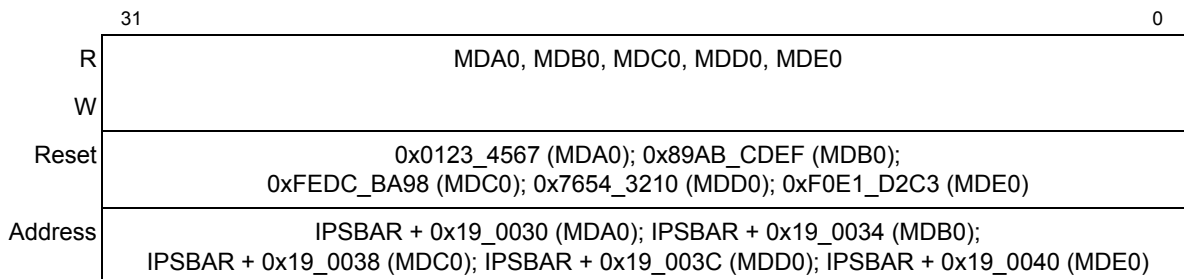 31 0
R MDA0, MDB0, MDC0, MDD0, MDE0
W
Reset 0x0123_4567 (MDA0); 0x89AB_CDEF (MDB0);
0xFEDC_BA98 (MDC0); 0x7654_3210 (MDD0); 0xF0E1_D2C3 (MDE0)
Address IPSBAR + 0x19_0030 (MDA0); IPSBAR + 0x19_0034 (MDB0);
IPSBAR + 0x19_0038 (MDC0); IPSBAR + 0x19_003C (MDD0); IPSBAR + 0x19_0040 (MDE0)